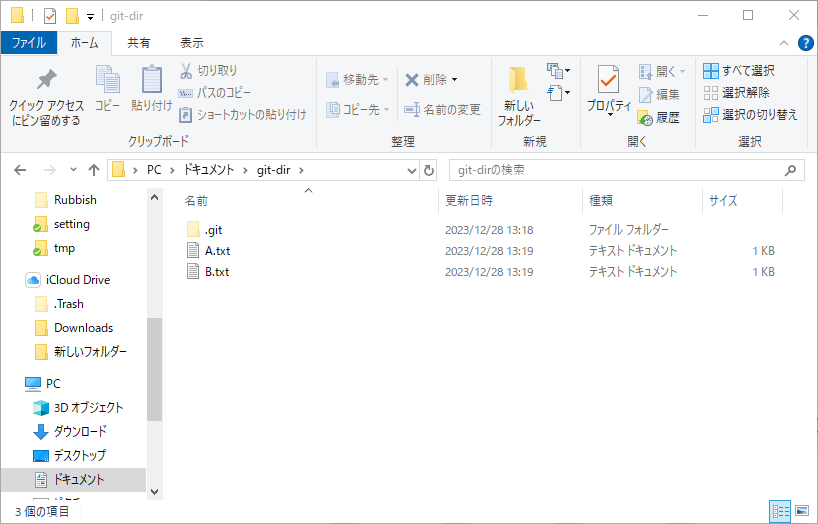 git-dir
ファイル ホーム 共有 表示
クイック アクセス
にピン留めする
コピー
貼り付け
切り取り
パスのコピー
ショートカットの貼り付け
クリップボード
移動先
コピー先
削除
名前の変更
整理
新しい
フォルダー
新規
プロパティ
開く
編集
履歴
開く
すべて選択
選択解除
選択の切り替え
選択
PC ドキュメント git-dir
git-dirの検索
Rubbish
setting
tmp
iCloud Drive
.Trash
Downloads
新しいフォルダー
PC
3D オブジェクト
ダウンロード
デスクトップ
ドキュメント
名前 更新日時 種類 サイズ
.git 2023/12/28 13:18 ファイル フォルダー
A.txt 2023/12/28 13:19 テキスト ドキュメント 1 KB
B.txt 2023/12/28 13:19 テキスト ドキュメント 1 KB
3 個の項目